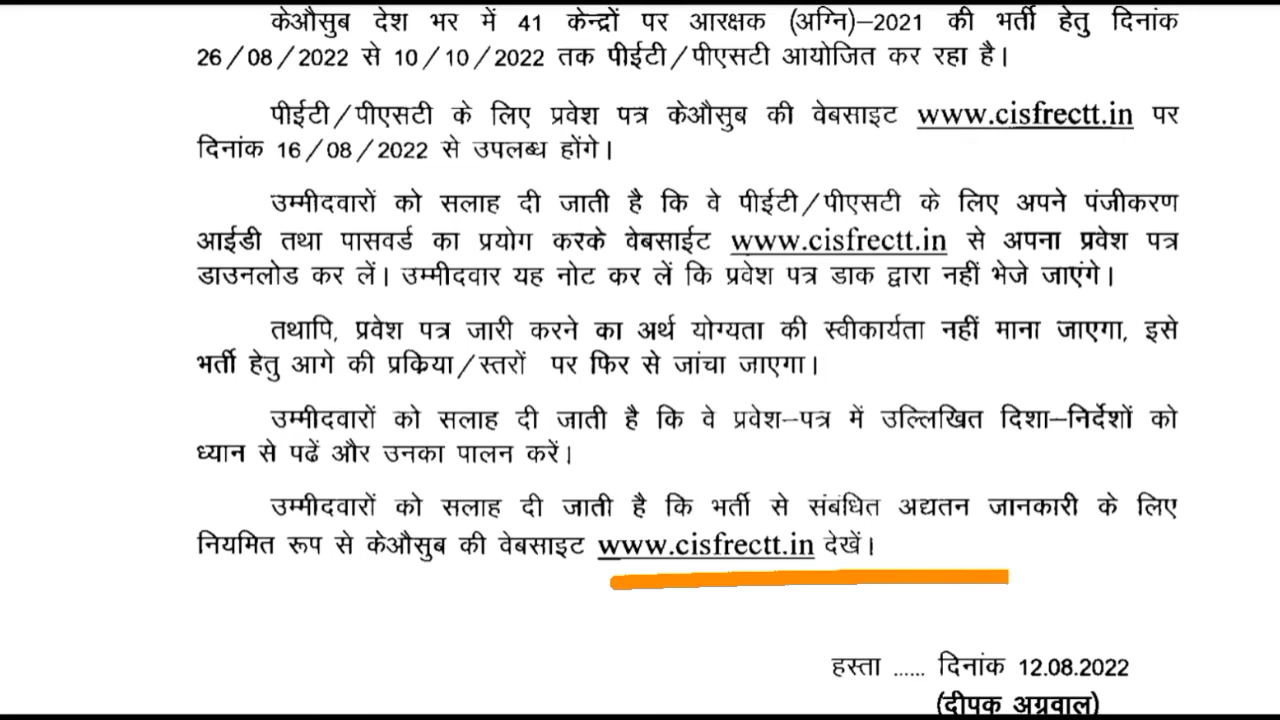 केऔसुब देश भर में 41 केन्द्रों पर आरक्षक (अग्नि)–2021 की भर्ती हेतु दिनांक
26/08/2022 से 10/10/2022 तक पीईटी/पीएसटी आयोजित कर रहा है।
पीईटी/पीएसटी के लिए प्रवेश पत्र केऔसुब की वेबसाइट www.cisfrectt.in पर
दिनांक 16/08/2022 से उपलब्ध होंगे।
उम्मीदवारों को सलाह दी जाती है कि वे पीईटी/पीएसटी के लिए अपने पंजीकरण
आईडी तथा पासवर्ड का प्रयोग करके वेबसाईट www.cisfrectt.in से अपना प्रवेश पत्र
डाउनलोड कर लें। उम्मीदवार यह नोट कर लें कि प्रवेश पत्र डाक द्वारा नहीं भेजे जाएंगे।
तथापि, प्रवेश पत्र जारी करने का अर्थ योग्यता की स्वीकार्यता नहीं माना जाएगा, इसे
भर्ती हेतु आगे की प्रक्रिया/स्तरों पर फिर से जांचा जाएगा।
उम्मीदवारों को सलाह दी जाती है कि वे प्रवेश–पत्र में उल्लिखित दिशा–निर्देशों को
ध्यान से पढें और उनका पालन करें।
उम्मीदवारों को सलाह दी जाती है कि भर्ती से संबंधित अद्यतन जानकारी के लिए
नियमित रूप से केऔसुब की वेबसाइट www.cisfrectt.in देखें।
हस्ता ...... दिनांक 12.08.2022
(दीपक अग्रवाल)